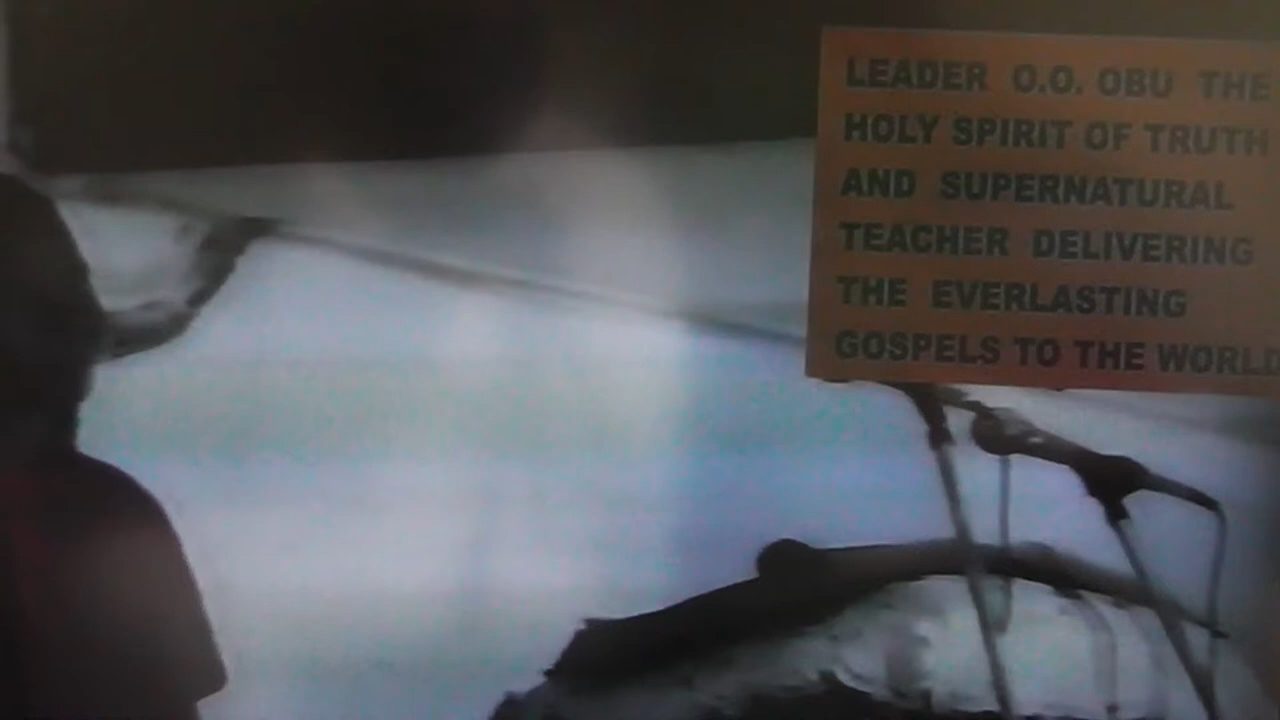 LEADER O.O. OBU THE
HOLY SPIRIT OF TRUTH
AND SUPERNATURAL
TEACHER DELIVERING
THE EVERLASTING
GOSPELS TO THE WORLD